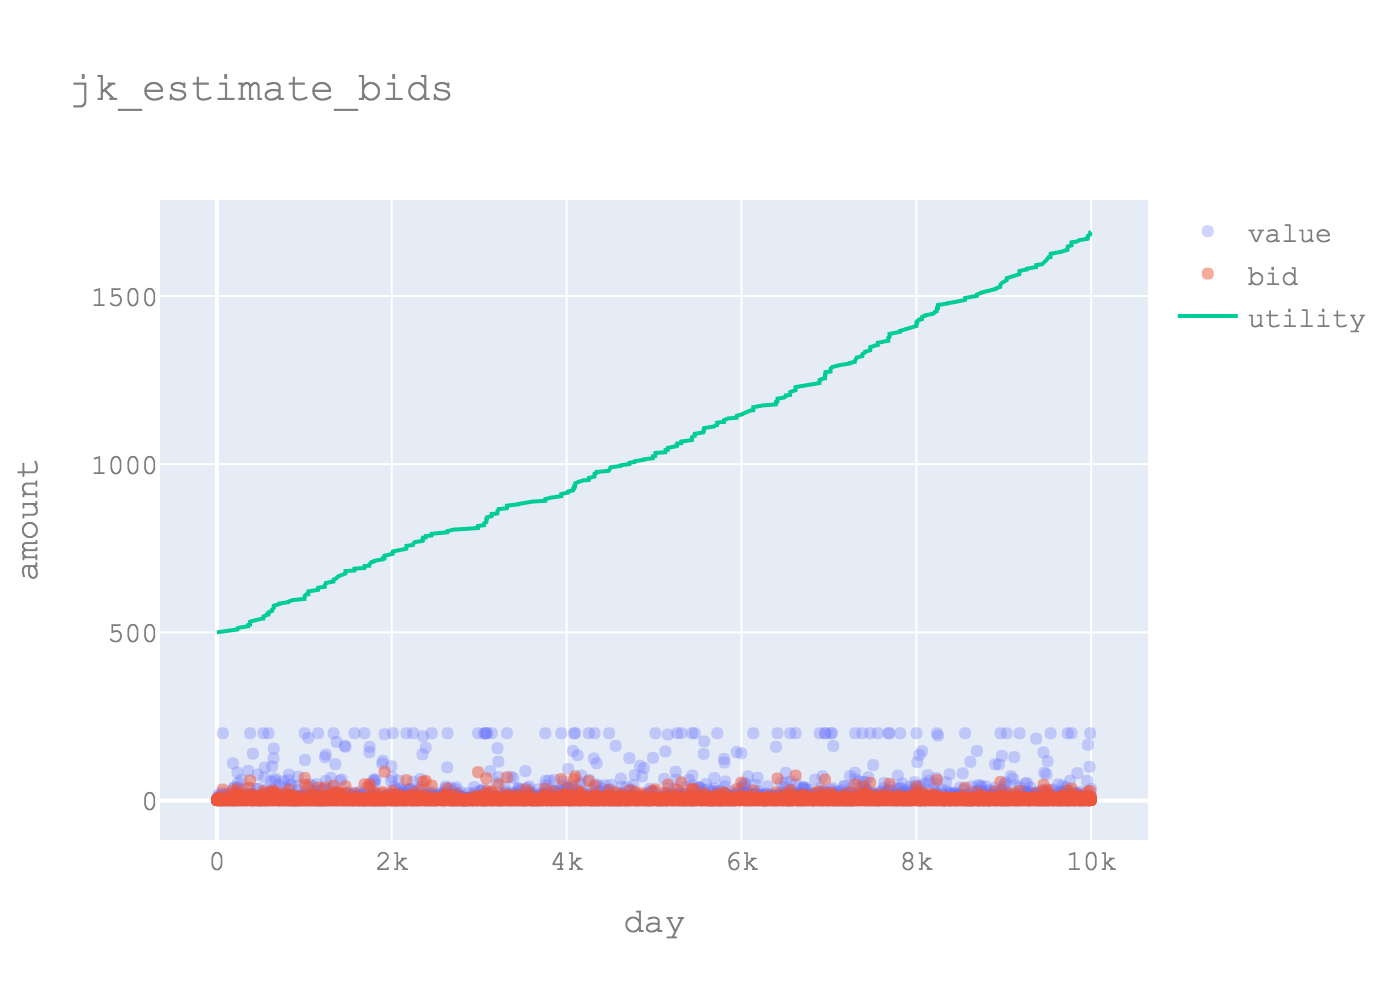 jk_estimate_bids
value
bid
utility
1500
1000
500
0
amount
0 2k 4k 6k 8k 10k
day